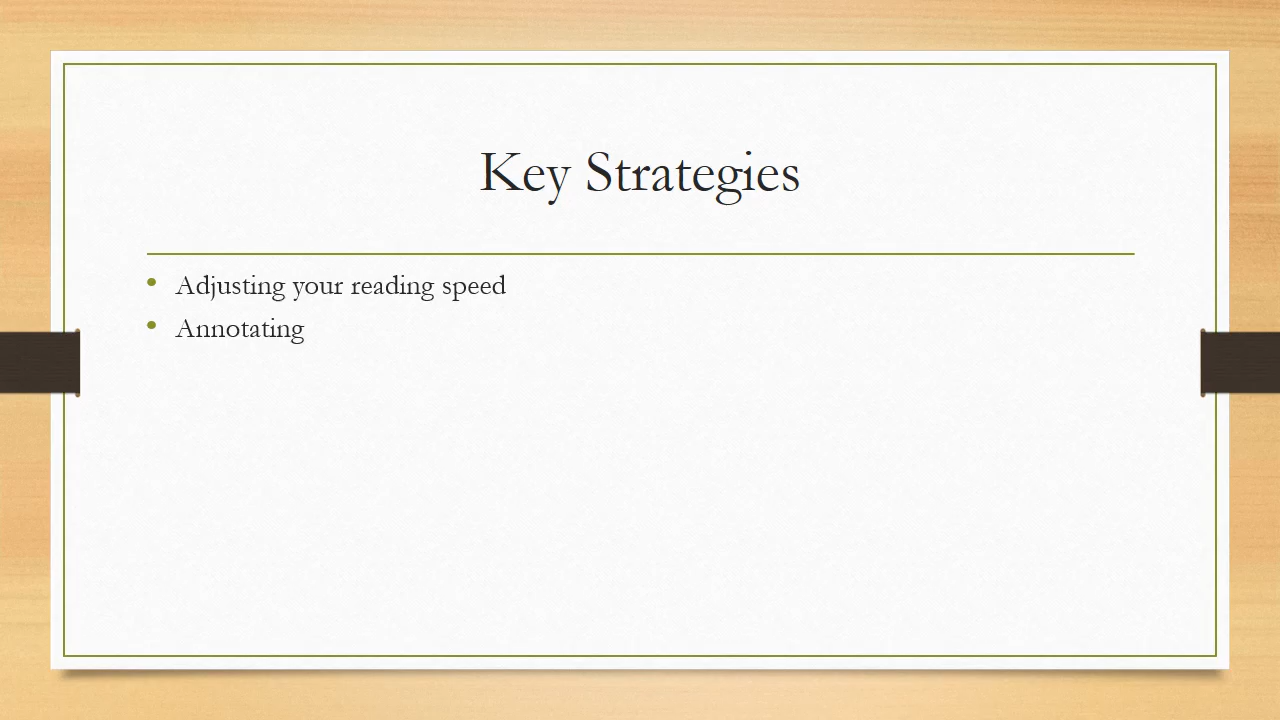 Key Strategies
• Adjusting your reading speed
• Annotating